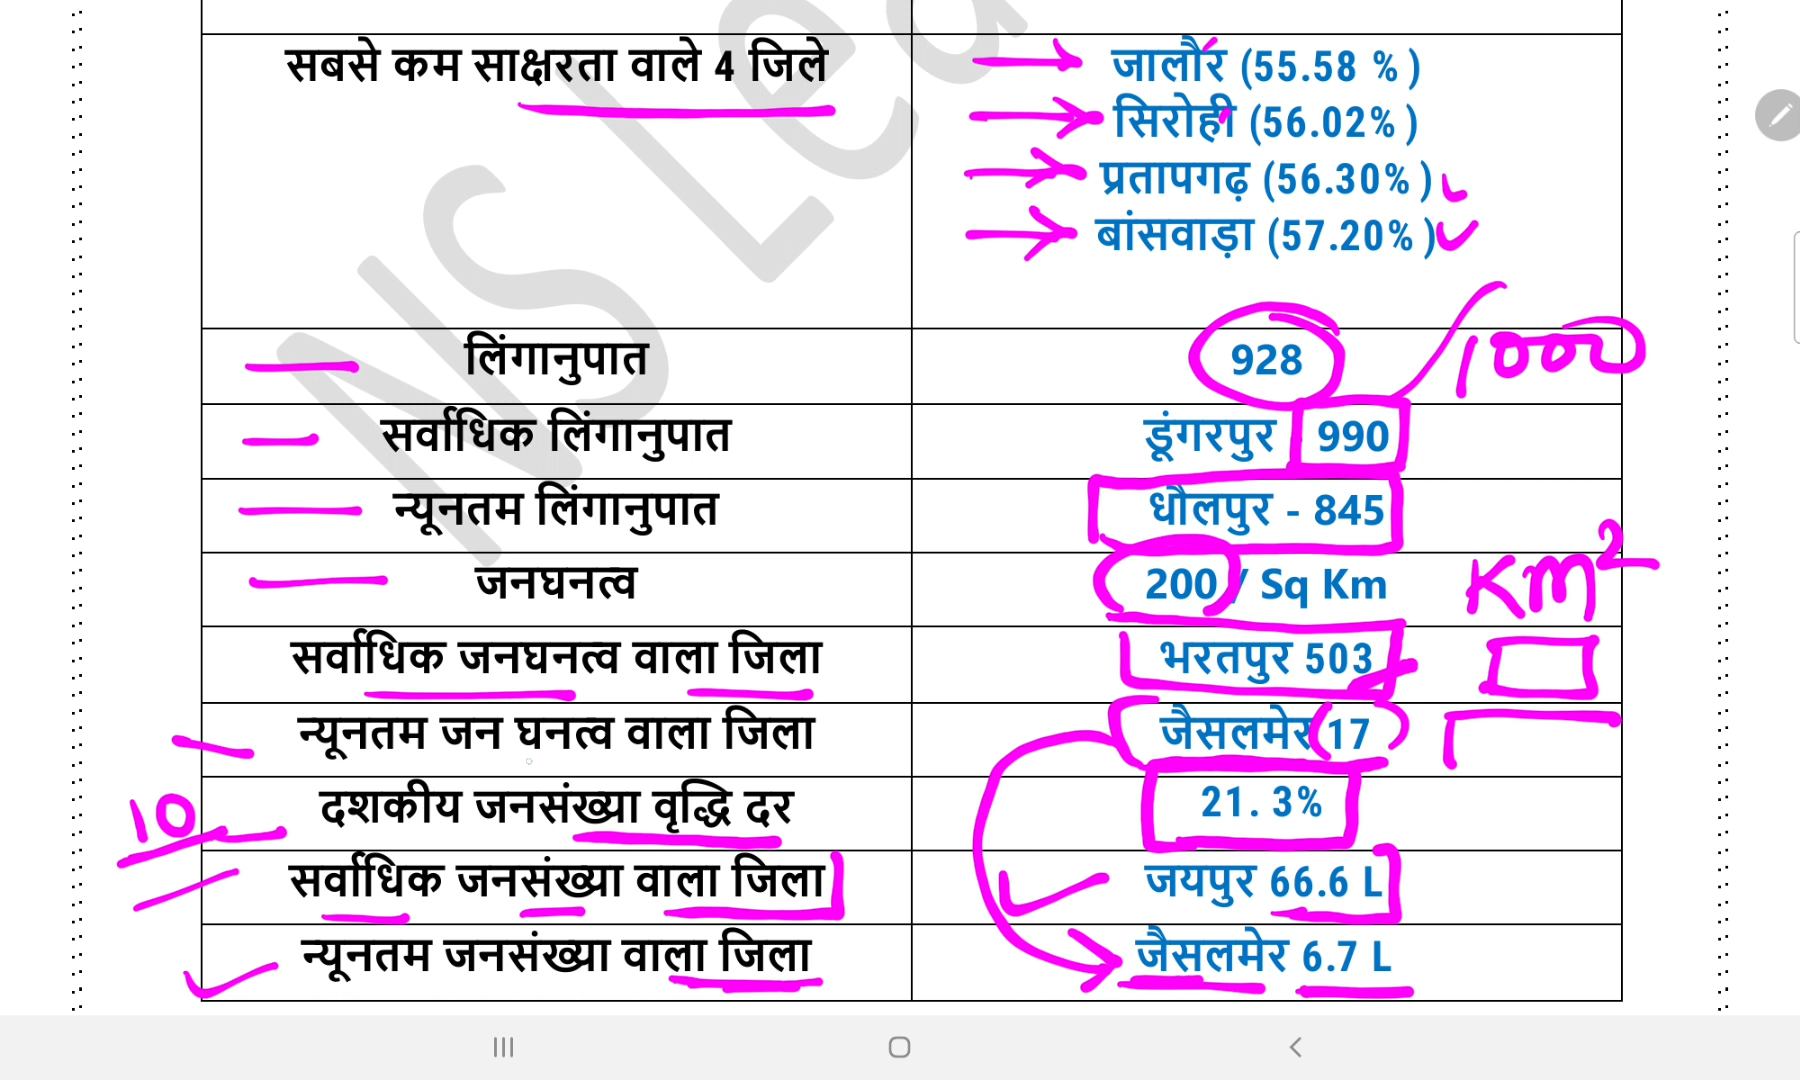 सबसे कम साक्षरता वाले 4 जिले
जालौर (55.58 % )
सिरोही (56.02% )
प्रतापगढ़ (56.30% )
बांसवाड़ा (57.20% )
लिंगानुपात
928
1000
सर्वाधिक लिंगानुपात
डूंगरपुर 990
न्यूनतम लिंगानुपात
धौलपुर - 845
जनघनत्व
200 / Sq Km
Km²
सर्वाधिक जनघनत्व वाला जिला
भरतपुर 503
न्यूनतम जन घनत्व वाला जिला
जैसलमेर 17
10
दशकीय जनसंख्या वृद्धि दर
21. 3%
सर्वाधिक जनसंख्या वाला जिला
जयपुर 66.6 L
न्यूनतम जनसंख्या वाला जिला
जैसलमेर 6.7 L